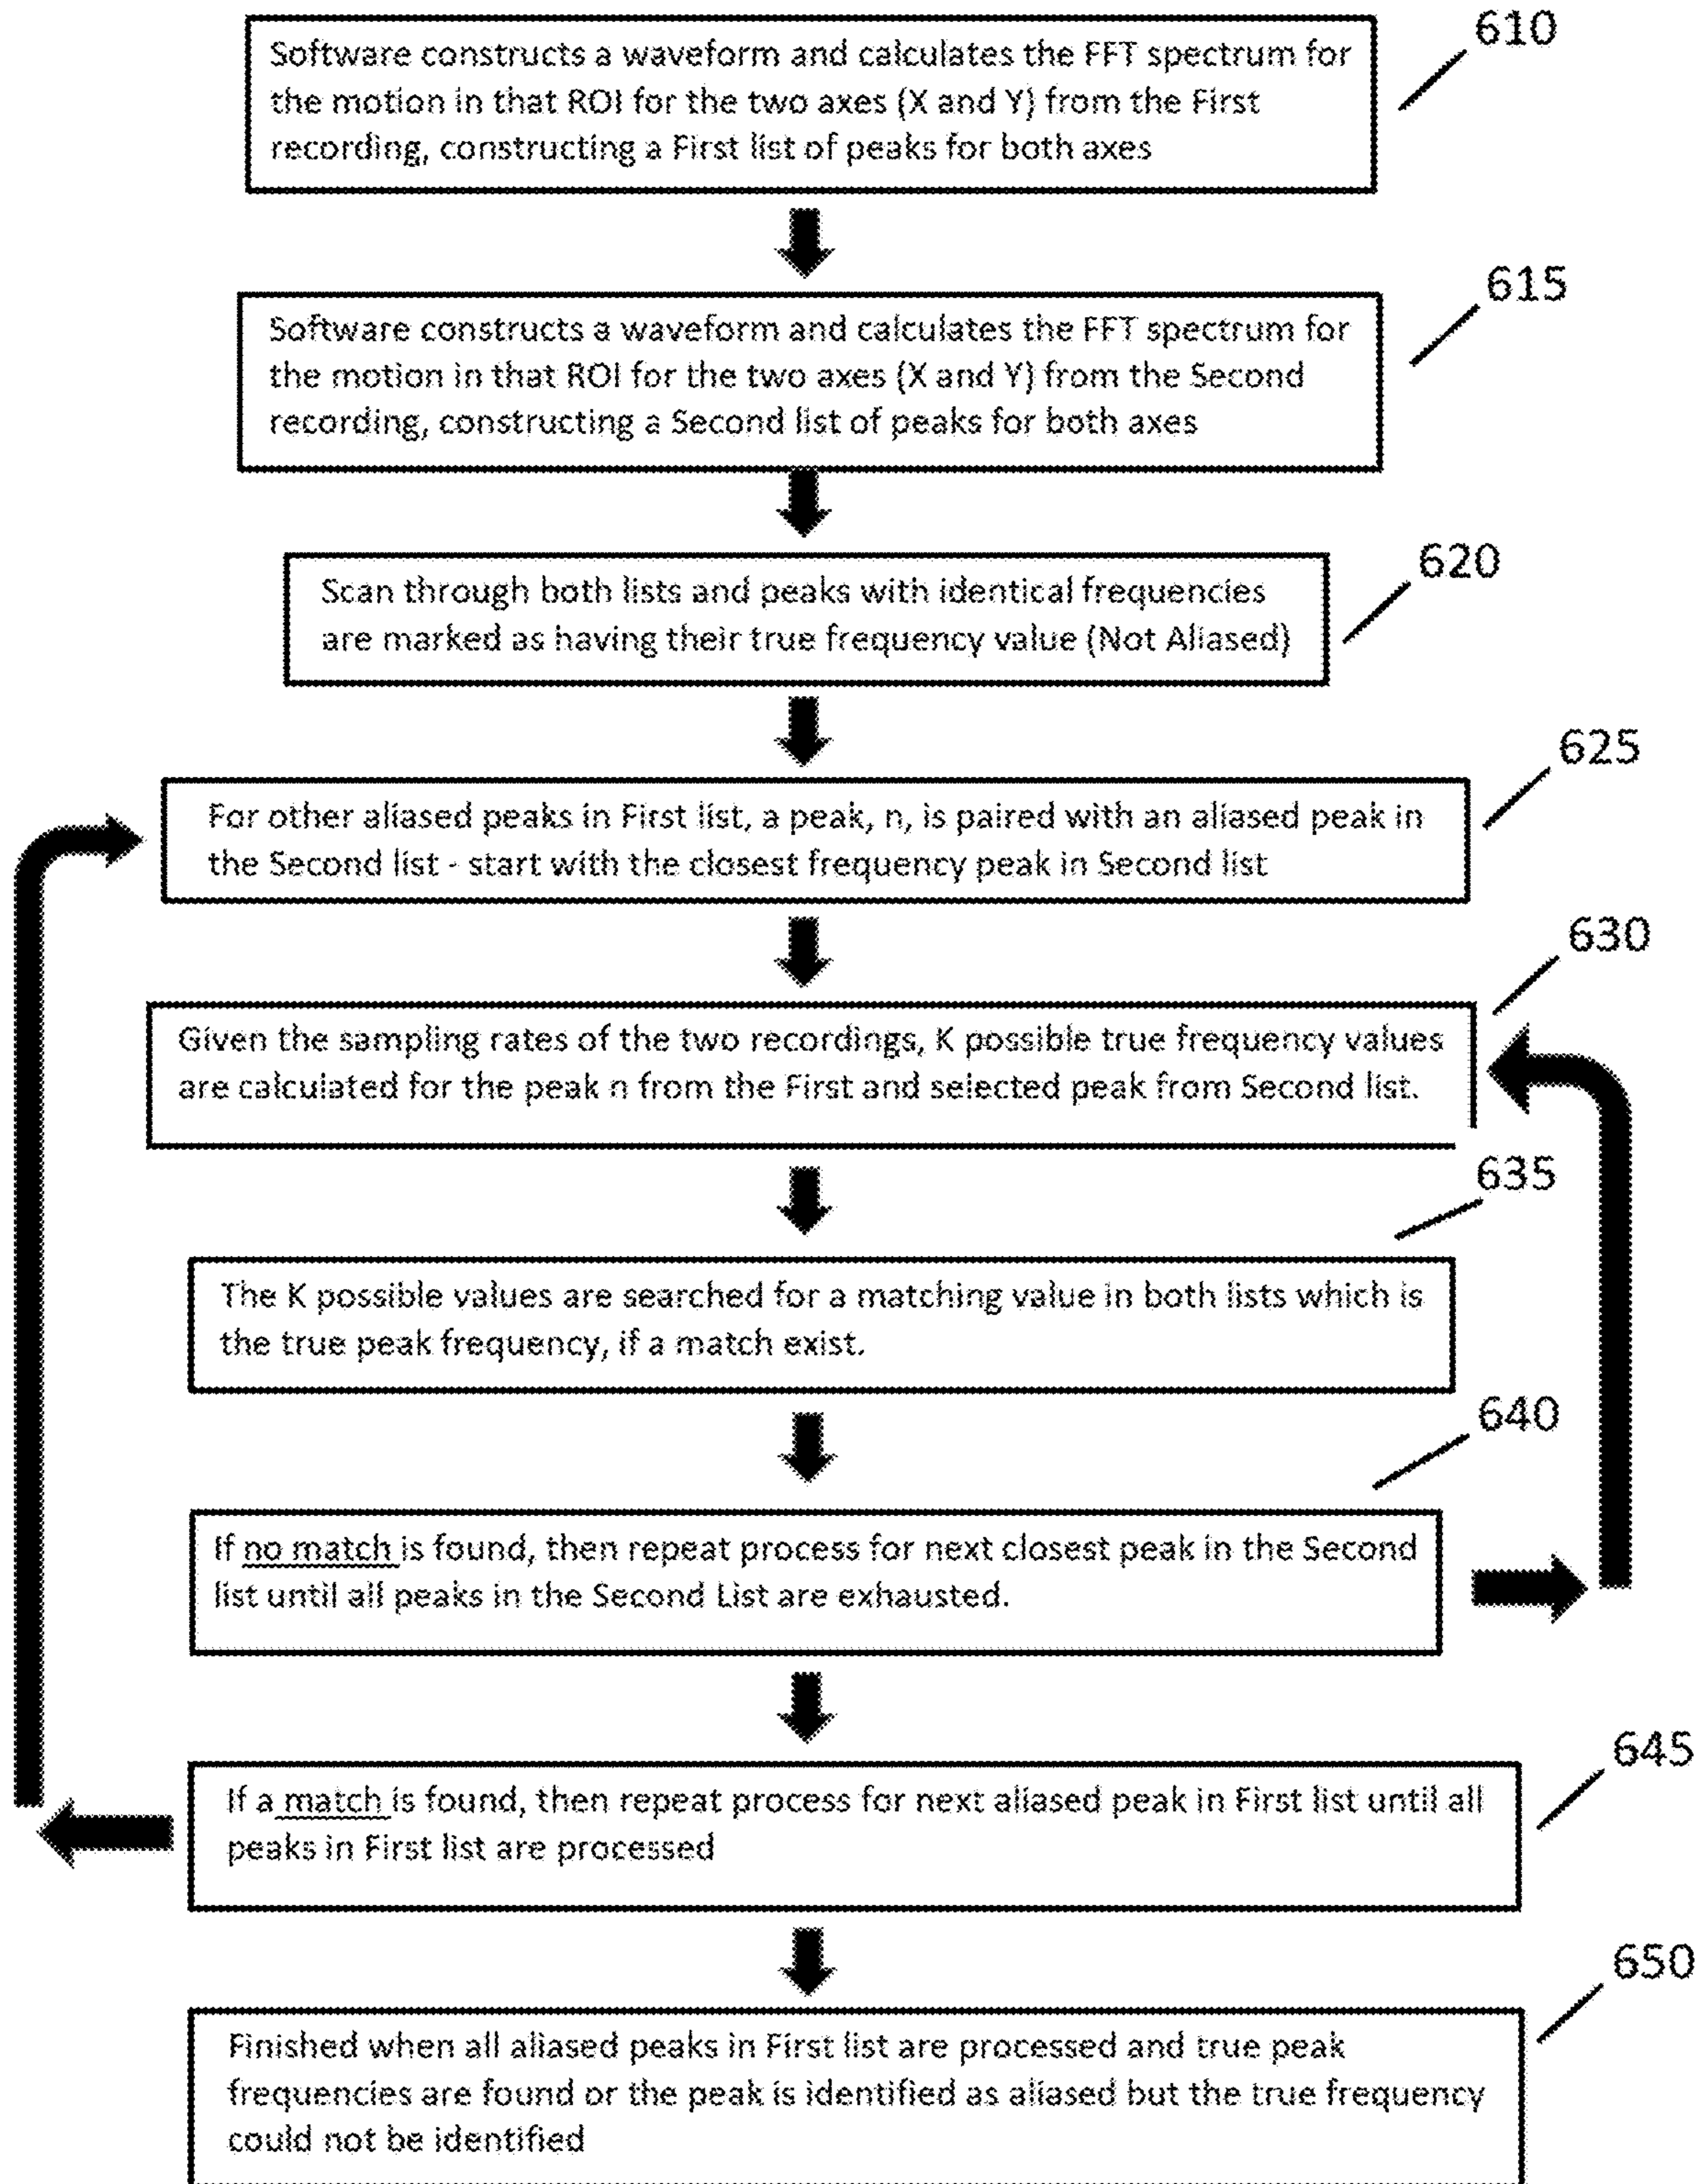 610
Software constructs a waveform and calculates the FFT spectrum for
the motion in that ROI for the two axes (X and Y) from the First
recording, constructing a First list of peaks for both axes
615
Software constructs a waveform and calculates the FFT spectrum for
the motion in that ROI for the two axes (X and Y) from the Second
recording, constructing a Second list of peaks for both axes
620
Scan through both lists and peaks with identical frequencies
are marked as having their true frequency value (Not Aliased)
625
For other aliased peaks in First list, a peak, n, is paired with an aliased peak in
the Second list - start with the closest frequency peak in Second list
630
Given the sampling rates of the two recordings, K possible true frequency values
are calculated for the peak n from the First and selected peak from Second list.
635
The K possible values are searched for a matching value in both lists which is
the true peak frequency, if a match exist.
640
If no match is found, then repeat process for next closest peak in the Second
list until all peaks in the Second List are exhausted.
645
If a match is found, then repeat process for next aliased peak in First list until all
peaks in First list are processed
650
Finished when all aliased peaks in First list are processed and true peak
frequencies are found or the peak is identified as aliased but the true frequency
could not be identified